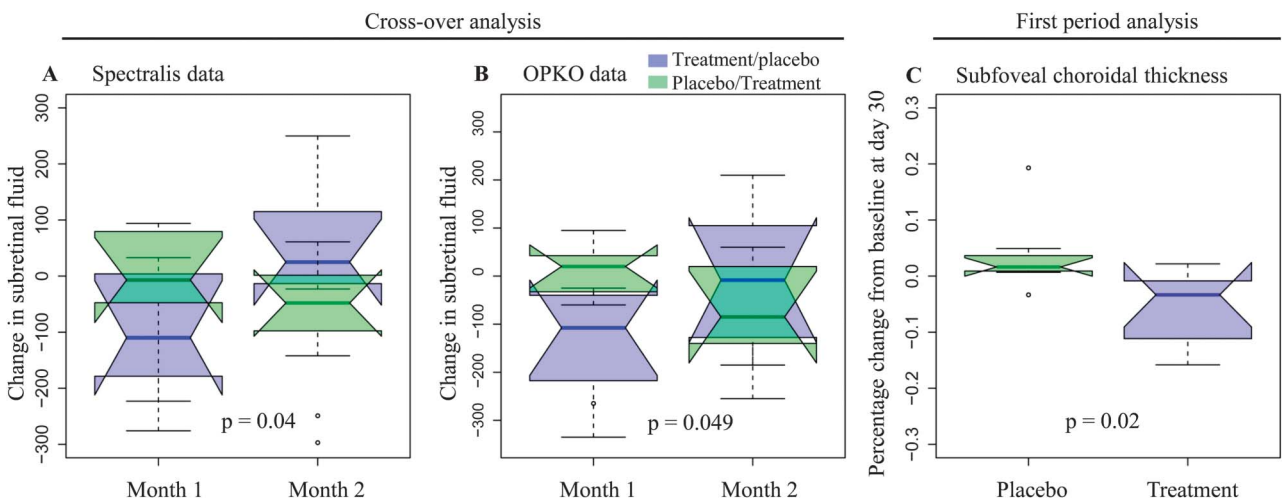 Cross-over analysis
First period analysis
A Spectralis data
B OPKO data
Treatment/placebo
Placebo/Treatment
C Subfoveal choroidal thickness
Change in subretinal fluid
300
200
100
0
−100
−200
−300
p = 0.04
Month 1 Month 2
Change in subretinal fluid
300
200
100
0
−100
−200
−300
p = 0.049
Month 1 Month 2
Percentage change from baseline at day 30
0.3
0.2
0.1
0.0
−0.1
−0.2
−0.3
p = 0.02
Placebo Treatment